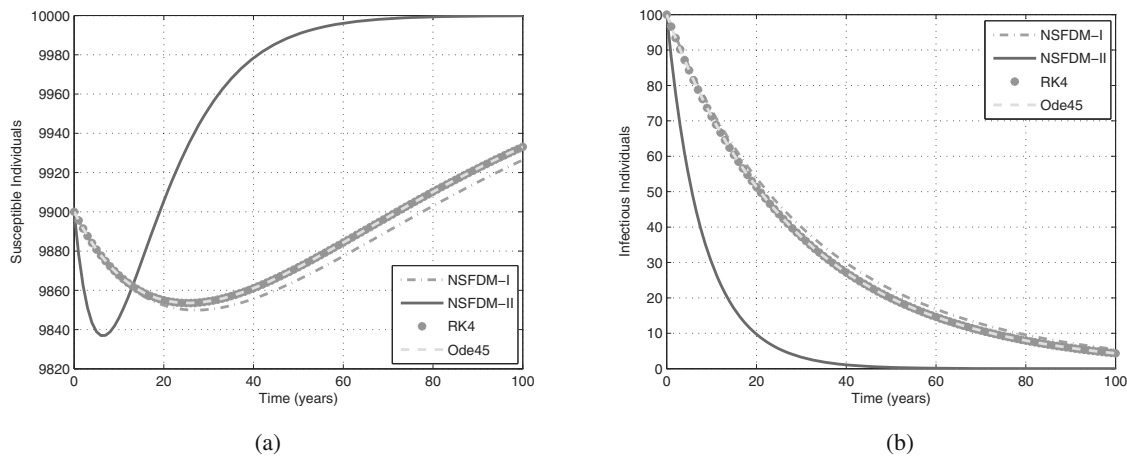 10000
9980
9960
9940
9920
9900
9880
9860
9840
9820
0
20
40
60
80
100
Susceptible Individuals
Time (years)
NSFDM−I
NSFDM−II
RK4
Ode45
(a)
100
90
80
70
60
50
40
30
20
10
0
0
20
40
60
80
100
Infectious Individuals
Time (years)
NSFDM−I
NSFDM−II
RK4
Ode45
(b)